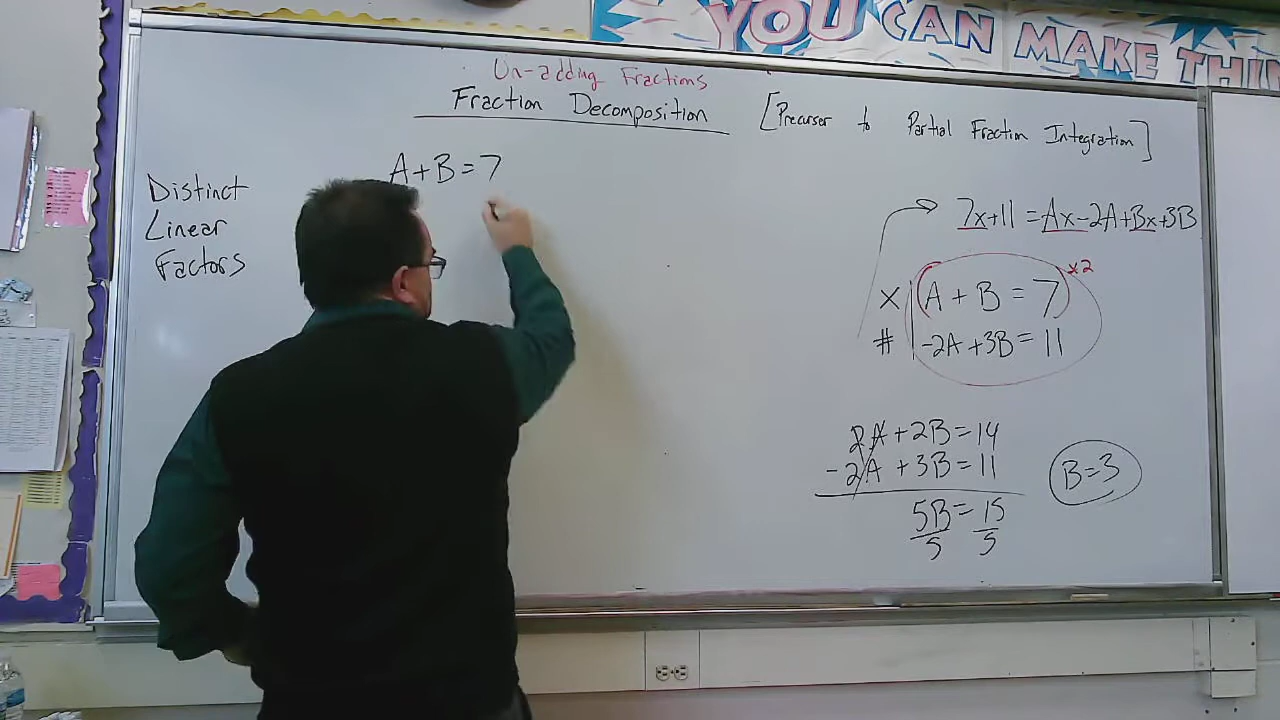 YOU CAN MAKE THIN
Un-adding Fractions
Fraction Decomposition [Precursor to Partial Fraction Integration]
A+B=7
Distinct
Linear
Factors
7x+11 = Ax-2A+Bx+3B
x | (A + B = 7) x2
# | -2A+3B=11
2A+2B=14
-2A+3B=11
5B/5 = 15/5
B=3